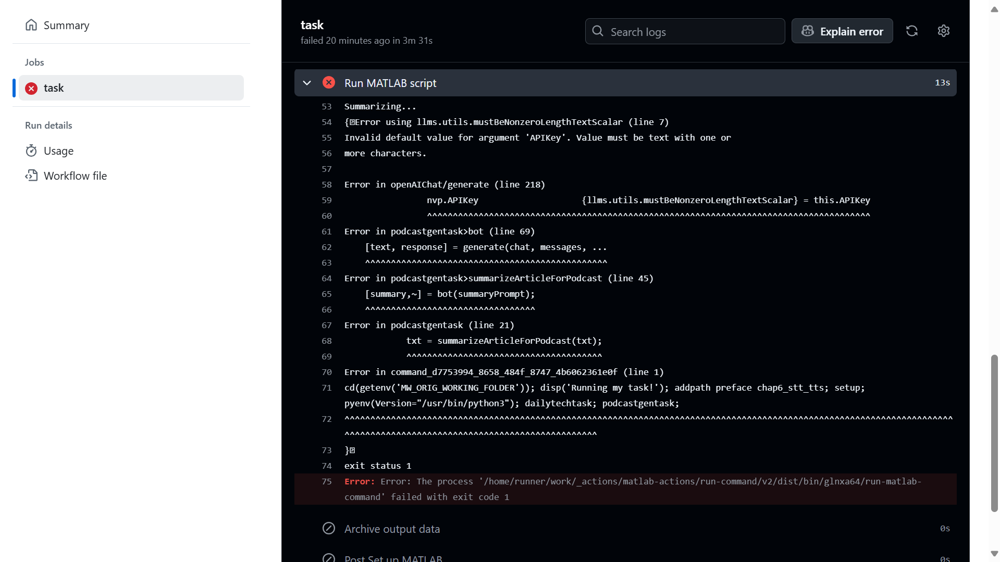 Summary
Jobs
task
Run details
Usage
Workflow file
task
failed 20 minutes ago in 3m 31s
Search logs
Explain error
Run MATLAB script
13s
53 Summarizing...
54 {Error using llms.utils.mustBeNonzeroLengthTextScalar (line 7)
55 Invalid default value for argument 'APIKey'. Value must be text with one or
56 more characters.
57
58 Error in openAIChat/generate (line 218)
59 nvp.APIKey {llms.utils.mustBeNonzeroLengthTextScalar} = this.APIKey
60 ^^^^^^^^^^^^^^^^^^^^^^^^^^^^^^^^^^^^^^^^^^^^^^^^^^^^^^^^^^^^^^^^^^^^^^^^^^^^^^^^^^^^^^
61 Error in podcastgentask>bot (line 69)
62 [text, response] = generate(chat, messages, ...
63 ^^^^^^^^^^^^^^^^^^^^^^^^^^^^^^^^^^^^^^^^^^^^^^^
64 Error in podcastgentask>summarizeArticleForPodcast (line 45)
65 [summary,~] = bot(summaryPrompt);
66 ^^^^^^^^^^^^^^^^^^^^^^^^^^^^^^^^^
67 Error in podcastgentask (line 21)
68 txt = summarizeArticleForPodcast(txt);
69 ^^^^^^^^^^^^^^^^^^^^^^^^^^^^^^^^^^^^^^
70 Error in command_d7753994_8658_484f_8747_4b6062361e0f (line 1)
71 cd(getenv('MW_ORIG_WORKING_FOLDER')); disp('Running my task!'); addpath preface chap6_stt_tts; setup;
pyenv(Version="/usr/bin/python3"); dailytechtask; podcastgentask;
72 ^^^^^^^^^^^^^^^^^^^^^^^^^^^^^^^^^^^^^^^^^^^^^^^^^^^^^^^^^^^^^^^^^^^^^^^^^^^^^^^^^^^^^^^^^^^^^^^^^^^^^^^^^^^^^^^^^^^^^^
^^^^^^^^^^^^^^^^^^^^^^^^^^^^^^^^^^^^^^^^^^^^^^^^^
73 }
74 exit status 1
75 Error: Error: The process '/home/runner/work/_actions/matlab-actions/run-command/v2/dist/bin/glnxa64/run-matlab-
command' failed with exit code 1
Archive output data
0s
Post Set up MATLAB
0s